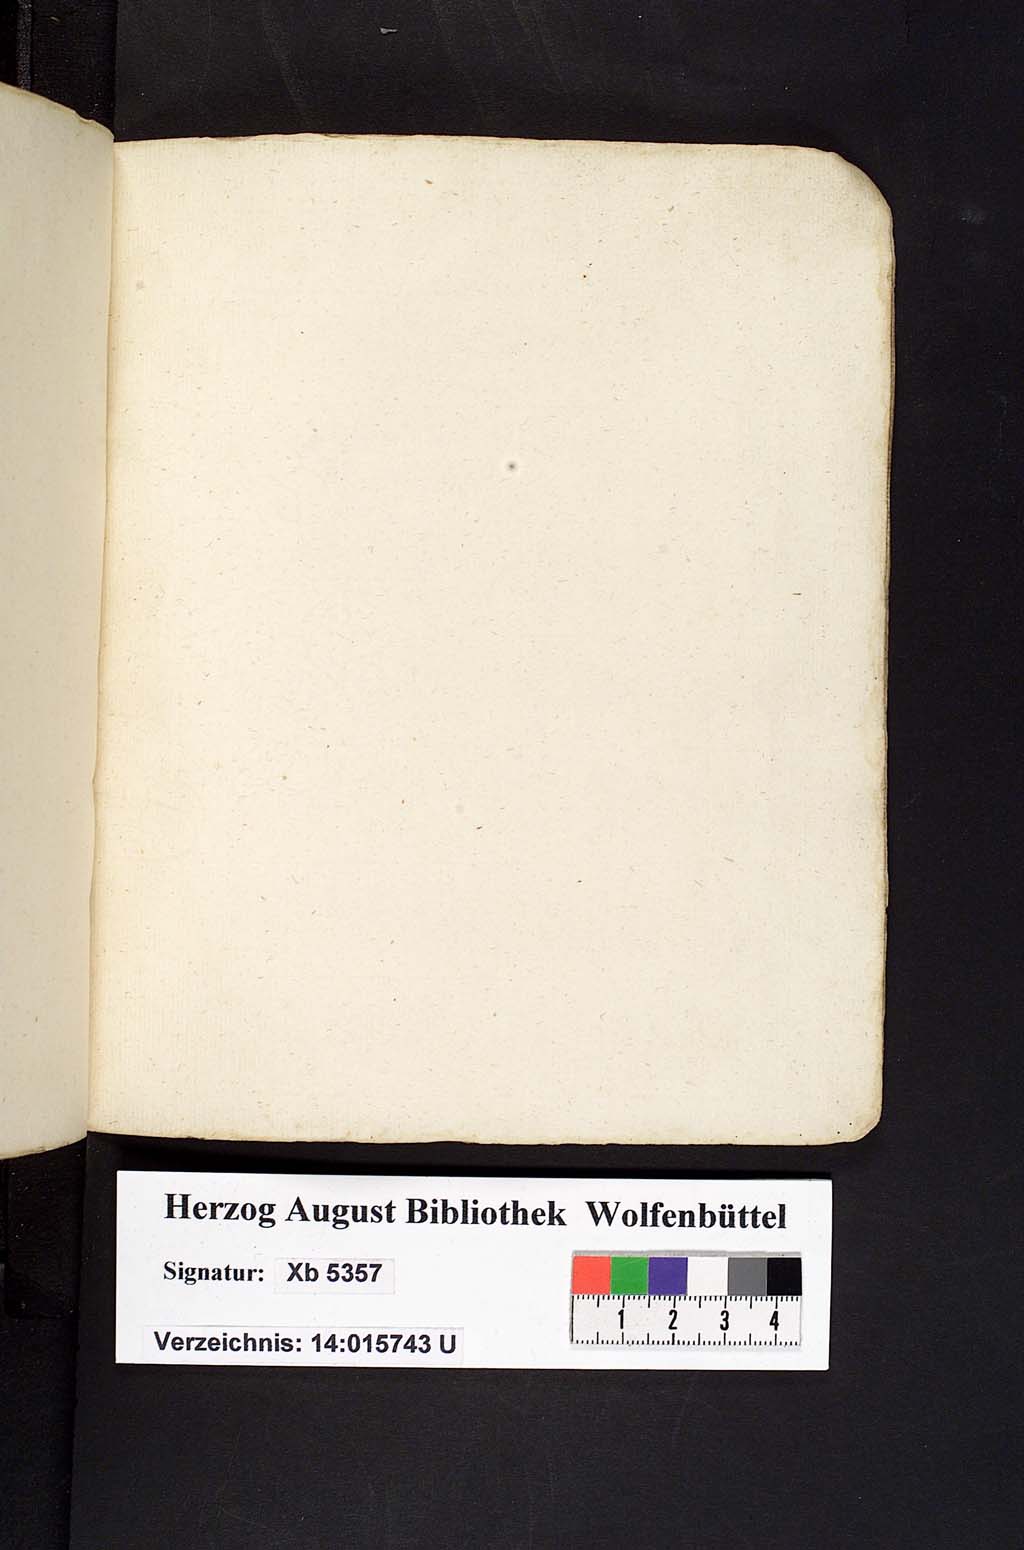 Herzog August Bibliothek Wolfenbüttel
Signatur: Xb 5357
Verzeichnis: 14:015743 U
1 2 3 4